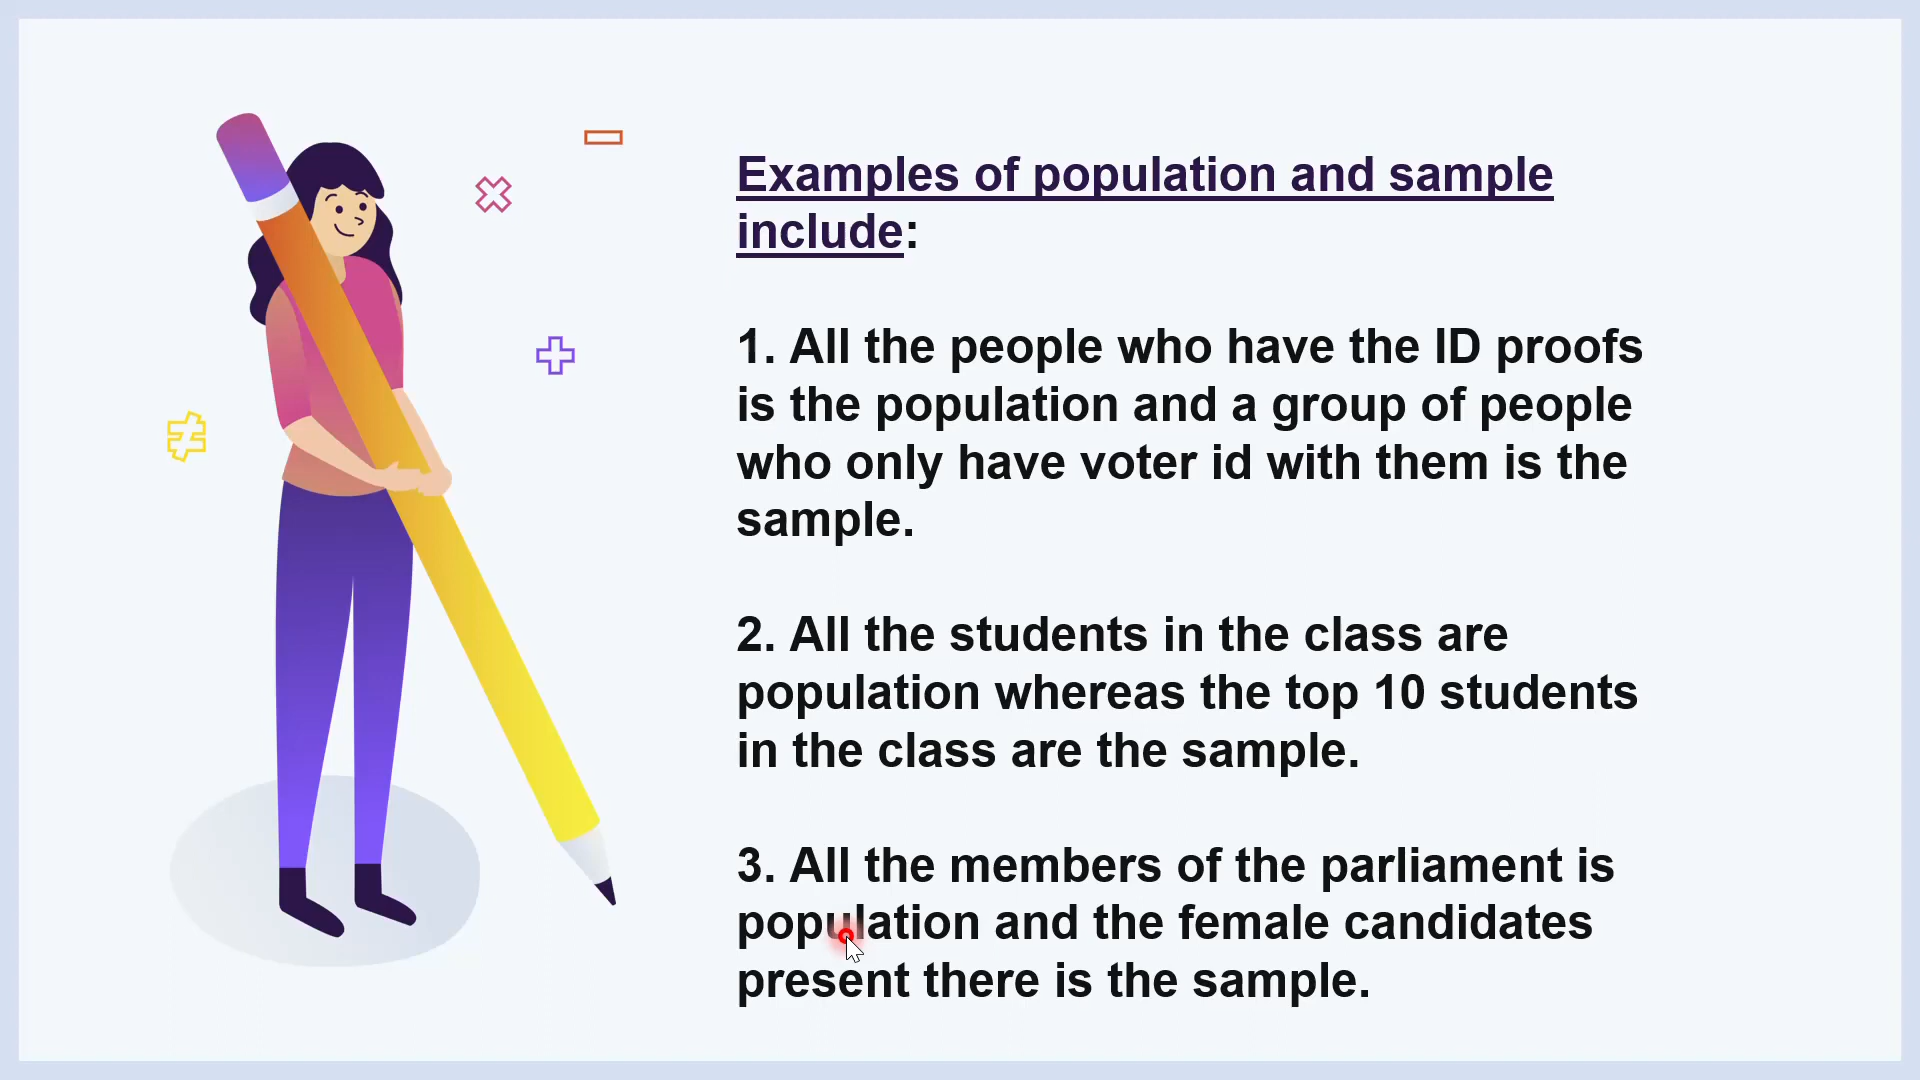 Examples of population and sample
include:
1. All the people who have the ID proofs
is the population and a group of people
who only have voter id with them is the
sample.
2. All the students in the class are
population whereas the top 10 students
in the class are the sample.
3. All the members of the parliament is
population and the female candidates
present there is the sample.